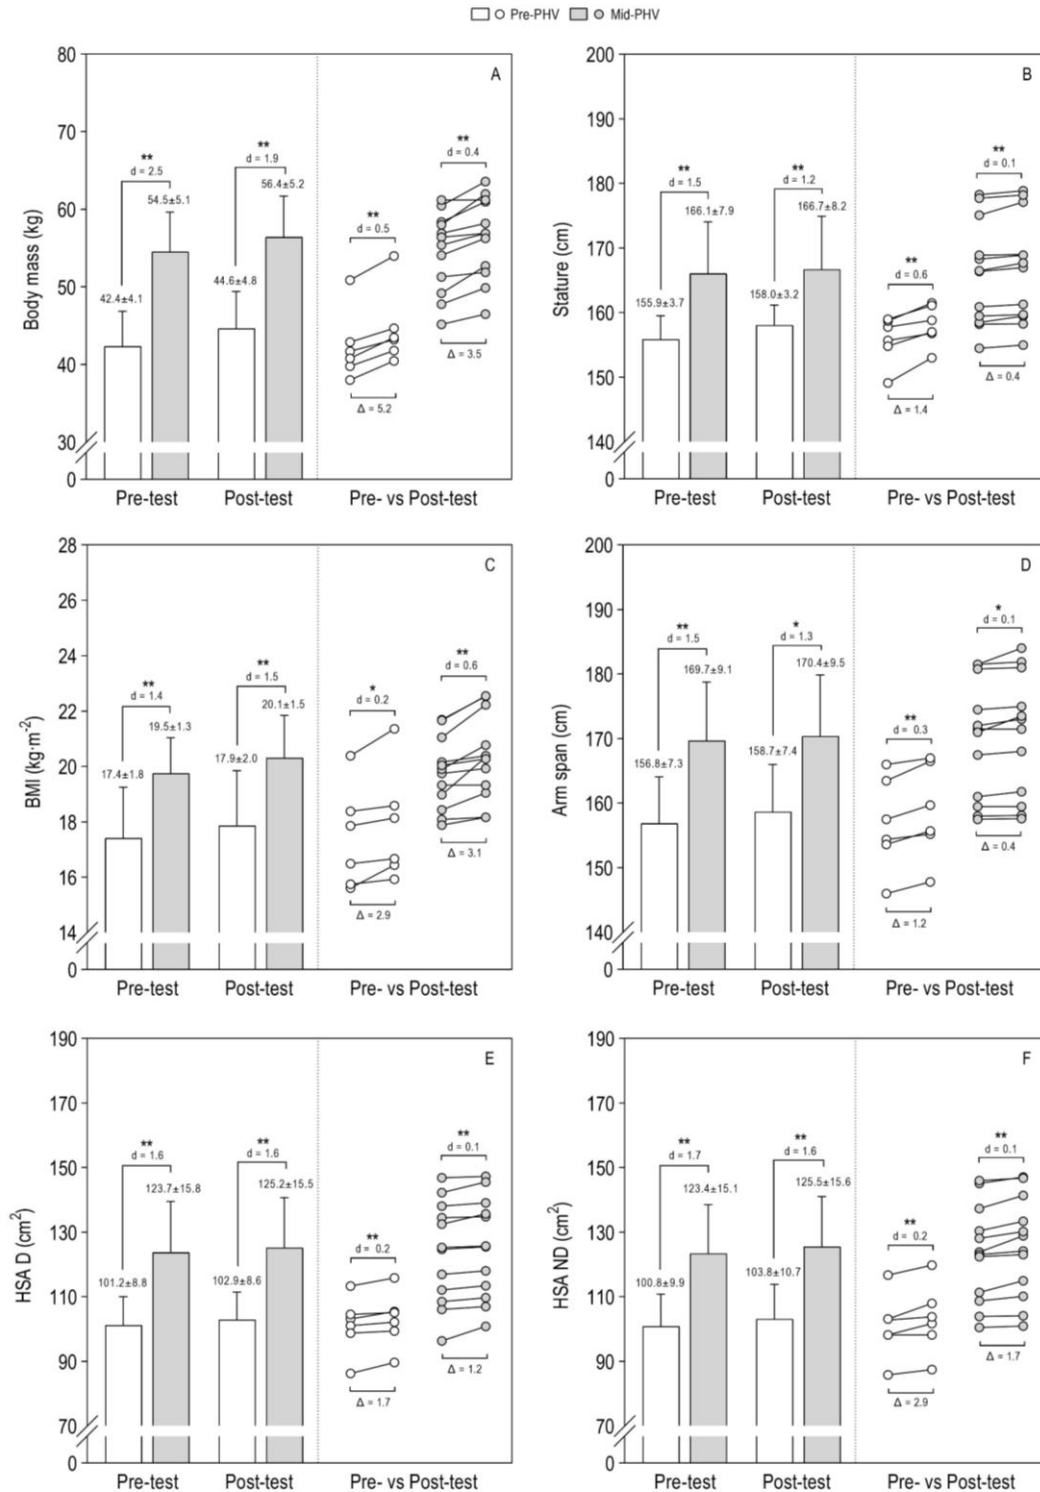 Pre-PHV Mid-PHV
A
Body mass (kg)
80
70
60
50
40
30
0
**
d = 2.5
42.4±4.1
54.5±5.1
**
d = 1.9
44.6±4.8
56.4±5.2
**
d = 0.5
Δ = 5.2
**
d = 0.4
Δ = 3.5
Pre-test Post-test Pre- vs Post-test
B
Stature (cm)
200
190
180
170
160
150
140
0
**
d = 1.5
155.9±3.7
166.1±7.9
**
d = 1.2
158.0±3.2
166.7±8.2
**
d = 0.6
Δ = 1.4
**
d = 0.1
Δ = 0.4
Pre-test Post-test Pre- vs Post-test
C
BMI (kg·m-2)
28
26
24
22
20
18
16
14
0
**
d = 1.4
17.4±1.8
19.5±1.3
**
d = 1.5
17.9±2.0
20.1±1.5
*
d = 0.2
Δ = 2.9
**
d = 0.6
Δ = 3.1
Pre-test Post-test Pre- vs Post-test
D
Arm span (cm)
200
190
180
170
160
150
140
0
**
d = 1.5
156.8±7.3
169.7±9.1
*
d = 1.3
158.7±7.4
170.4±9.5
**
d = 0.3
Δ = 1.2
*
d = 0.1
Δ = 0.4
Pre-test Post-test Pre- vs Post-test
E
HSA D (cm2)
190
170
150
130
110
90
70
0
**
d = 1.6
101.2±8.8
123.7±15.8
**
d = 1.6
102.9±8.6
125.2±15.5
**
d = 0.2
Δ = 1.7
**
d = 0.1
Δ = 1.2
Pre-test Post-test Pre- vs Post-test
F
HSA ND (cm2)
190
170
150
130
110
90
70
0
**
d = 1.7
100.8±9.9
123.4±15.1
**
d = 1.6
103.8±10.7
125.5±15.6
**
d = 0.2
Δ = 2.9
**
d = 0.1
Δ = 1.7
Pre-test Post-test Pre- vs Post-test